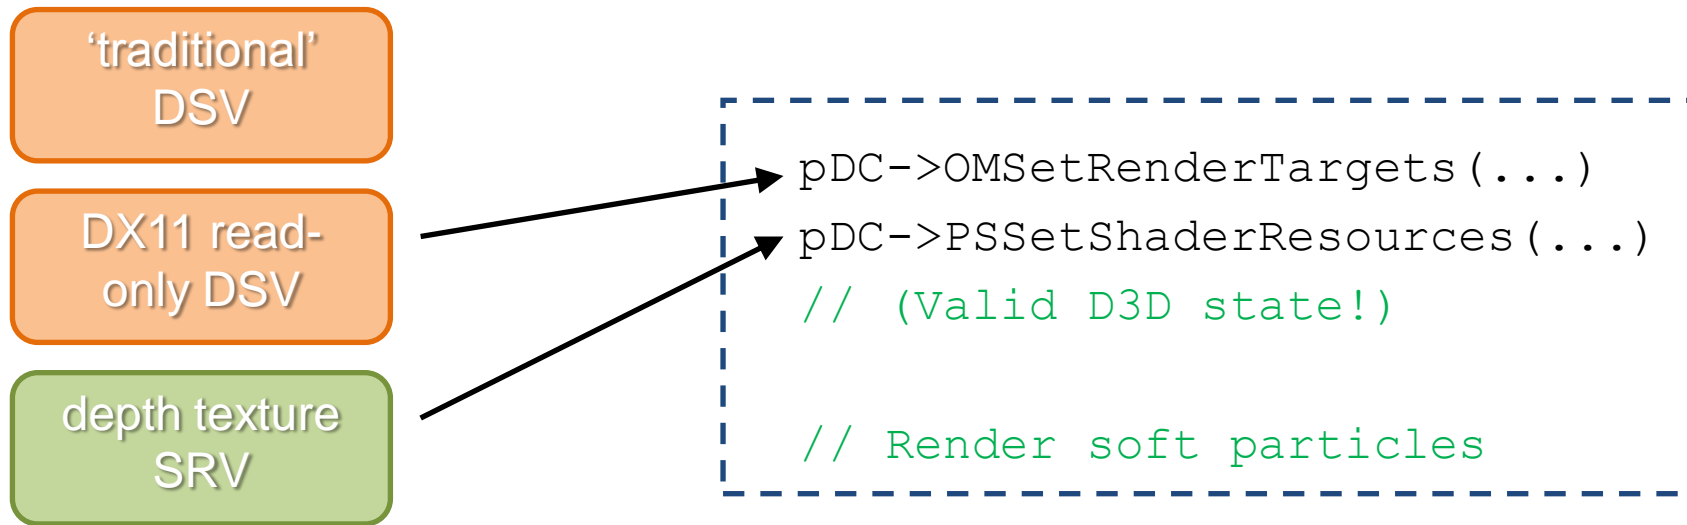 ‘traditional’
DSV
DX11 read-
only DSV
depth texture
SRV
pDC->OMSetRenderTargets(...)
pDC->PSSetShaderResources(...)
// (Valid D3D state!)
// Render soft particles